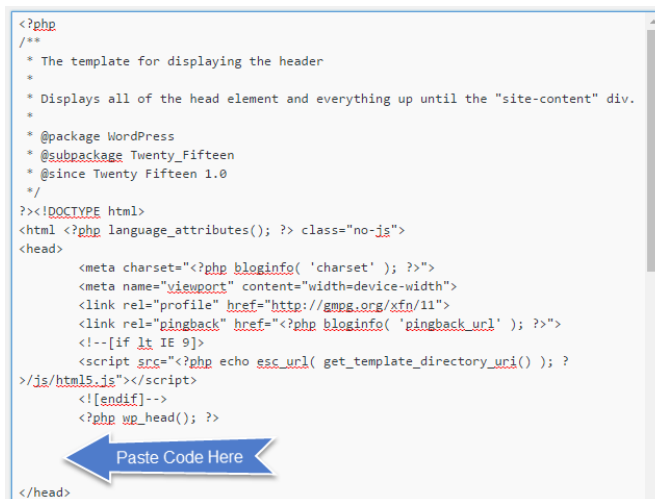 <?php
/**
 * The template for displaying the header
 *
 * Displays all of the head element and everything up until the "site-content" div.
 *
 * @package WordPress
 * @subpackage Twenty_Fifteen
 * @since Twenty Fifteen 1.0
 */
?><!DOCTYPE html>
<html <?php language_attributes(); ?> class="no-js">
<head>
	<meta charset="<?php bloginfo( 'charset' ); ?>">
	<meta name="viewport" content="width=device-width">
	<link rel="profile" href="http://gmpg.org/xfn/11">
	<link rel="pingback" href="<?php bloginfo( 'pingback_url' ); ?>">
	<!--[if lt IE 9]>
	<script src="<?php echo esc_url( get_template_directory_uri() ); ?
>/js/html5.js"></script>
	<![endif]-->
	<?php wp_head(); ?>
Paste Code Here
</head>